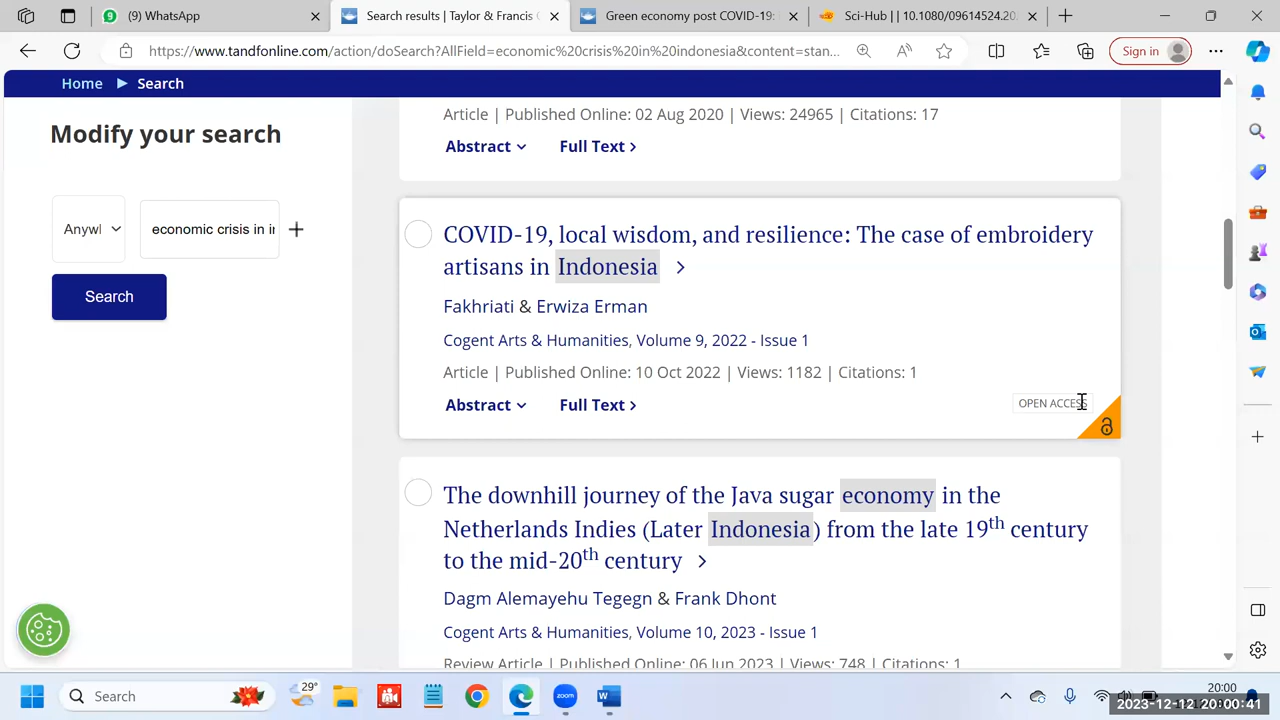 (9) WhatsApp
Search results | Taylor & Francis
Green economy post COVID-19:
Sci-Hub | | 10.1080/09614524.20
https://www.tandfonline.com/action/doSearch?AllField=economic%20crisis%20in%20indonesia&content=stan...
Sign in
Home ▶ Search
Modify your search
Anywl
economic crisis in in
Search
Article | Published Online: 02 Aug 2020 | Views: 24965 | Citations: 17
Abstract
Full Text
COVID-19, local wisdom, and resilience: The case of embroidery
artisans in Indonesia
Fakhriati & Erwiza Erman
Cogent Arts & Humanities, Volume 9, 2022 - Issue 1
Article | Published Online: 10 Oct 2022 | Views: 1182 | Citations: 1
Abstract
Full Text
OPEN ACCESS
The downhill journey of the Java sugar economy in the
Netherlands Indies (Later Indonesia) from the late 19th century
to the mid-20th century
Dagm Alemayehu Tegegn & Frank Dhont
Cogent Arts & Humanities, Volume 10, 2023 - Issue 1
Review Article | Published Online: 06 Jun 2023 | Views: 748 | Citations: 1
Search
29°
zoom
20:00
2023-12-12 20:00:41